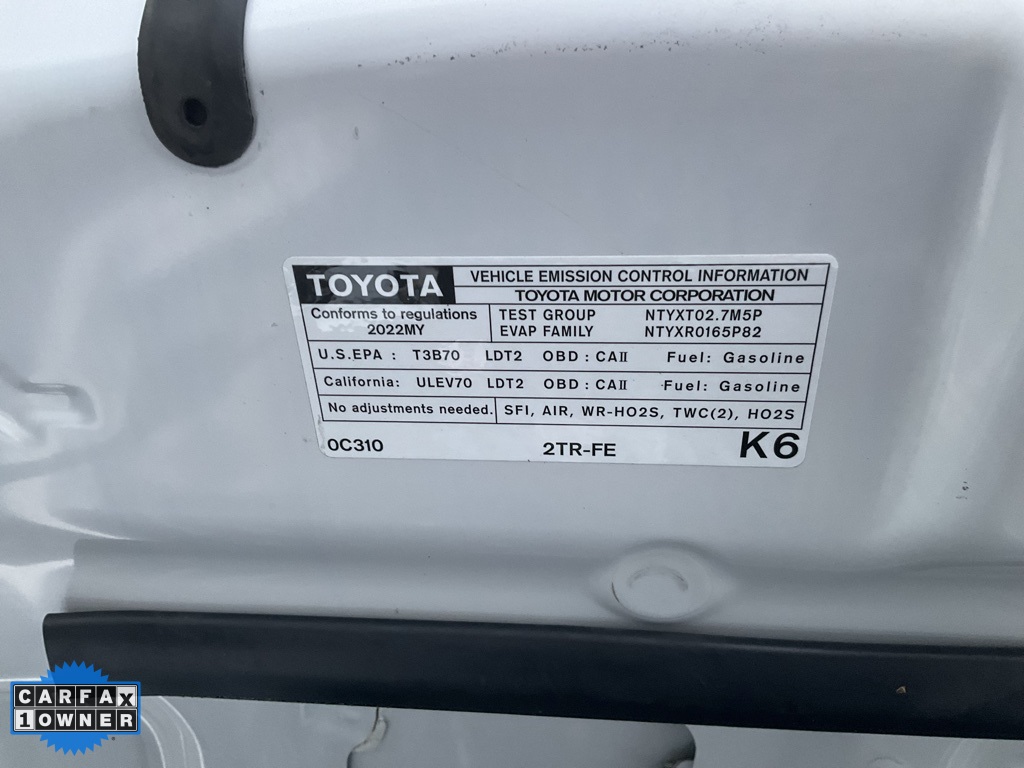 TOYOTA VEHICLE EMISSION CONTROL INFORMATION
TOYOTA MOTOR CORPORATION
Conforms to regulations TEST GROUP NTYXT02.7M5P
2022MY EVAP FAMILY NTYXR0165P82
U.S.EPA : T3B70 LDT2 OBD : CAII Fuel: Gasoline
California: ULEV70 LDT2 OBD : CAII Fuel: Gasoline
No adjustments needed. SFI, AIR, WR-HO2S, TWC(2), HO2S
0C310 2TR-FE K6
CARFAX
1 OWNER